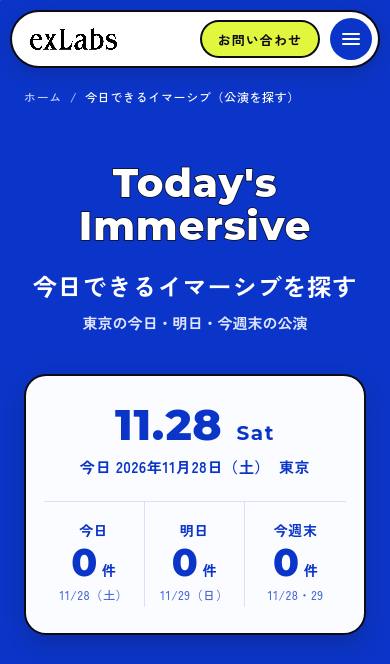 exLabs
お問い合わせ
ホーム / 今日できるイマーシブ（公演を探す）
Today's
Immersive
今日できるイマーシブを探す
東京の今日・明日・今週末の公演
11.28 Sat
今日 2026年11月28日（土） 東京
今日 明日 今週末
0件 0件 0件
11/28（土） 11/29（日） 11/28・29